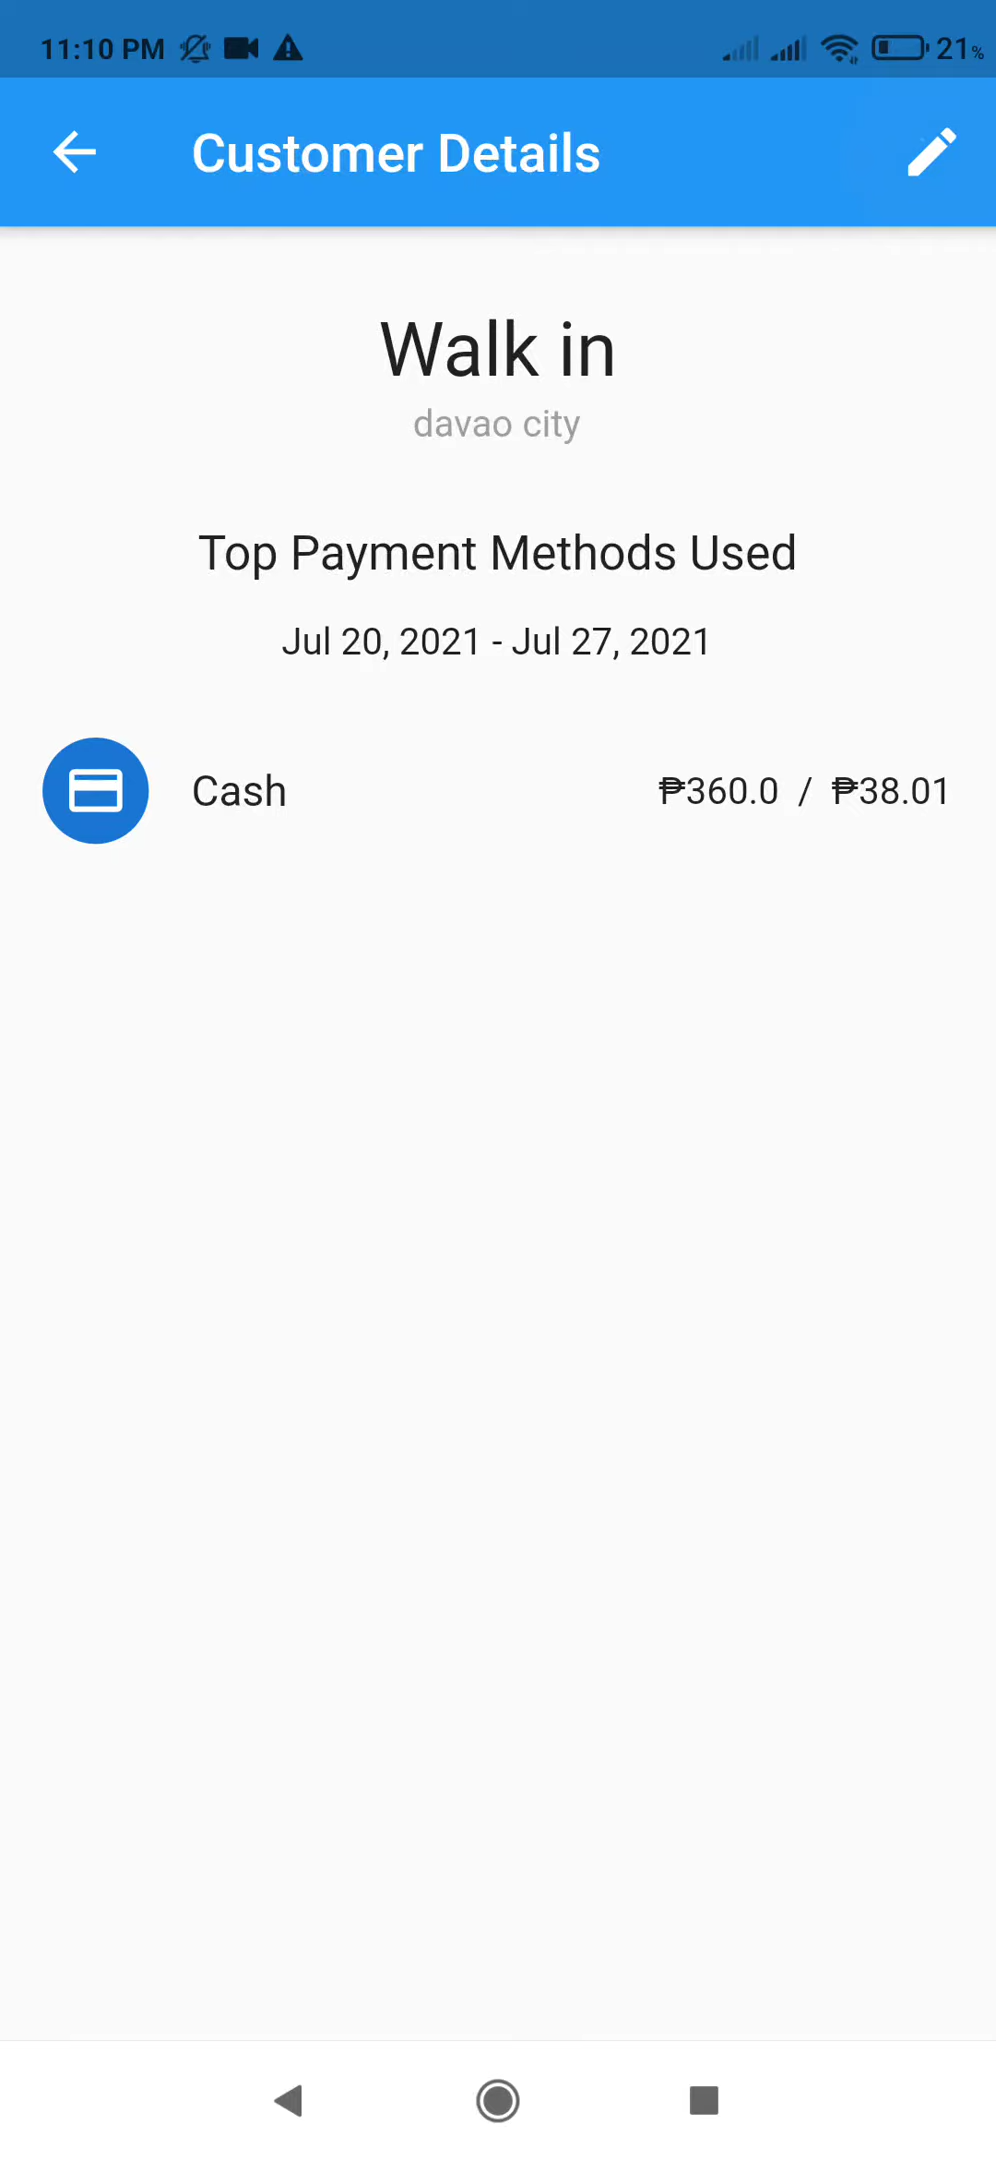 11:10 PM 21%
Customer Details
Walk in
davao city
Top Payment Methods Used
Jul 20, 2021 - Jul 27, 2021
Cash ₱360.0 / ₱38.01